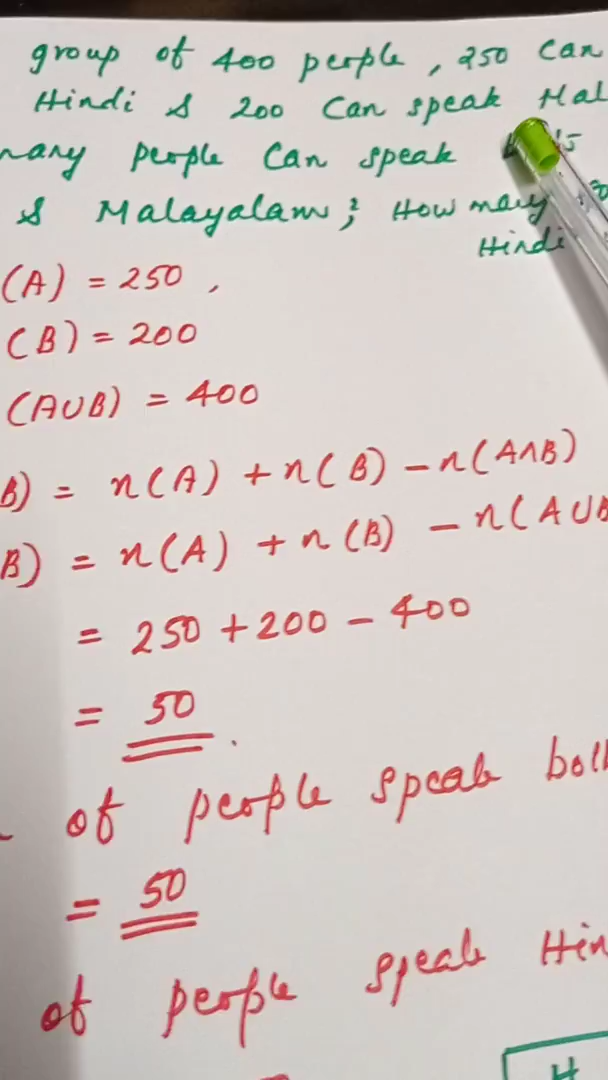 group of 400 people, 250 can
Hindi & 200 Can speak Mal
many people Can speak
& Malayalam; How many
Hindi
(A) = 250,
(B) = 200
(A∪B) = 400
B) = n(A) + n(B) - n(A∩B)
B) = n(A) + n(B) - n(A∪B
= 250 + 200 - 400
= 50.
of people speak both
= 50
of people speak Hin
H